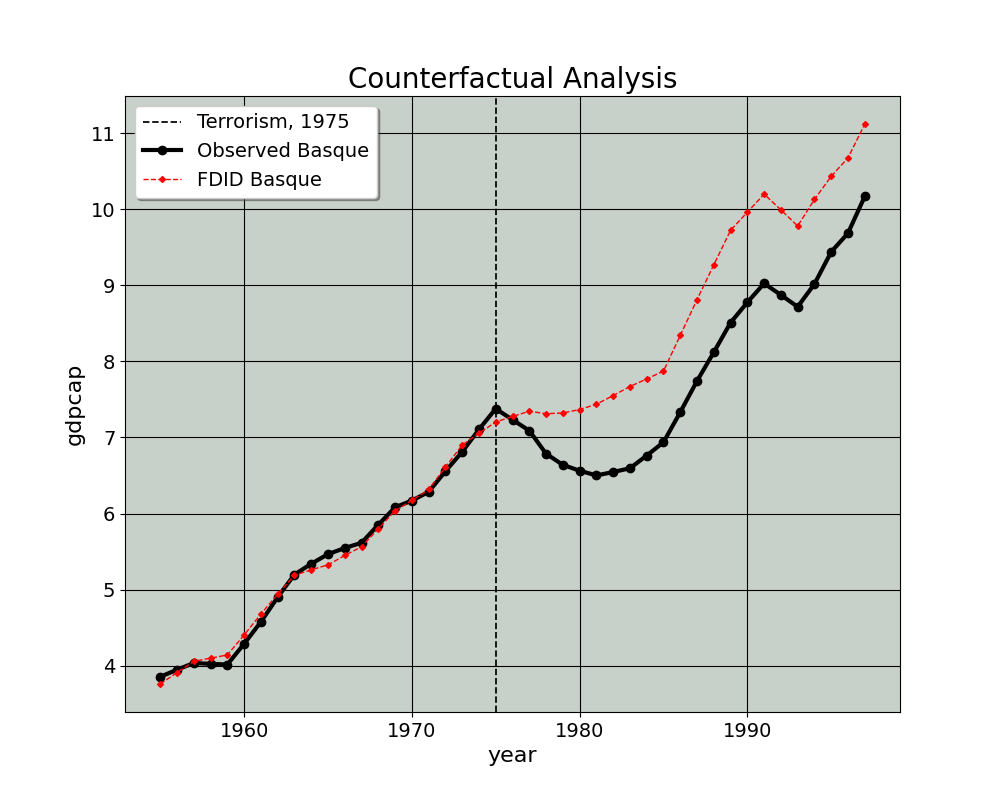 Counterfactual Analysis
Terrorism, 1975
Observed Basque
FDID Basque
gdpcap
11
10
9
8
7
6
5
4
1960 1970 1980 1990
year